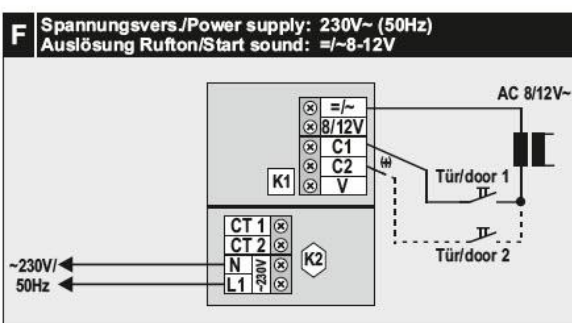 F
Spannungsvers./Power supply: 230V~ (50Hz)
Auslösung Rufton/Start sound: =/~8-12V
AC 8/12V~
=/~
8/12V
C1
C2
V
K1
Tür/door 1
Tür/door 2
CT 1
CT 2
N
L1
~230V
K2
~230V/
50Hz